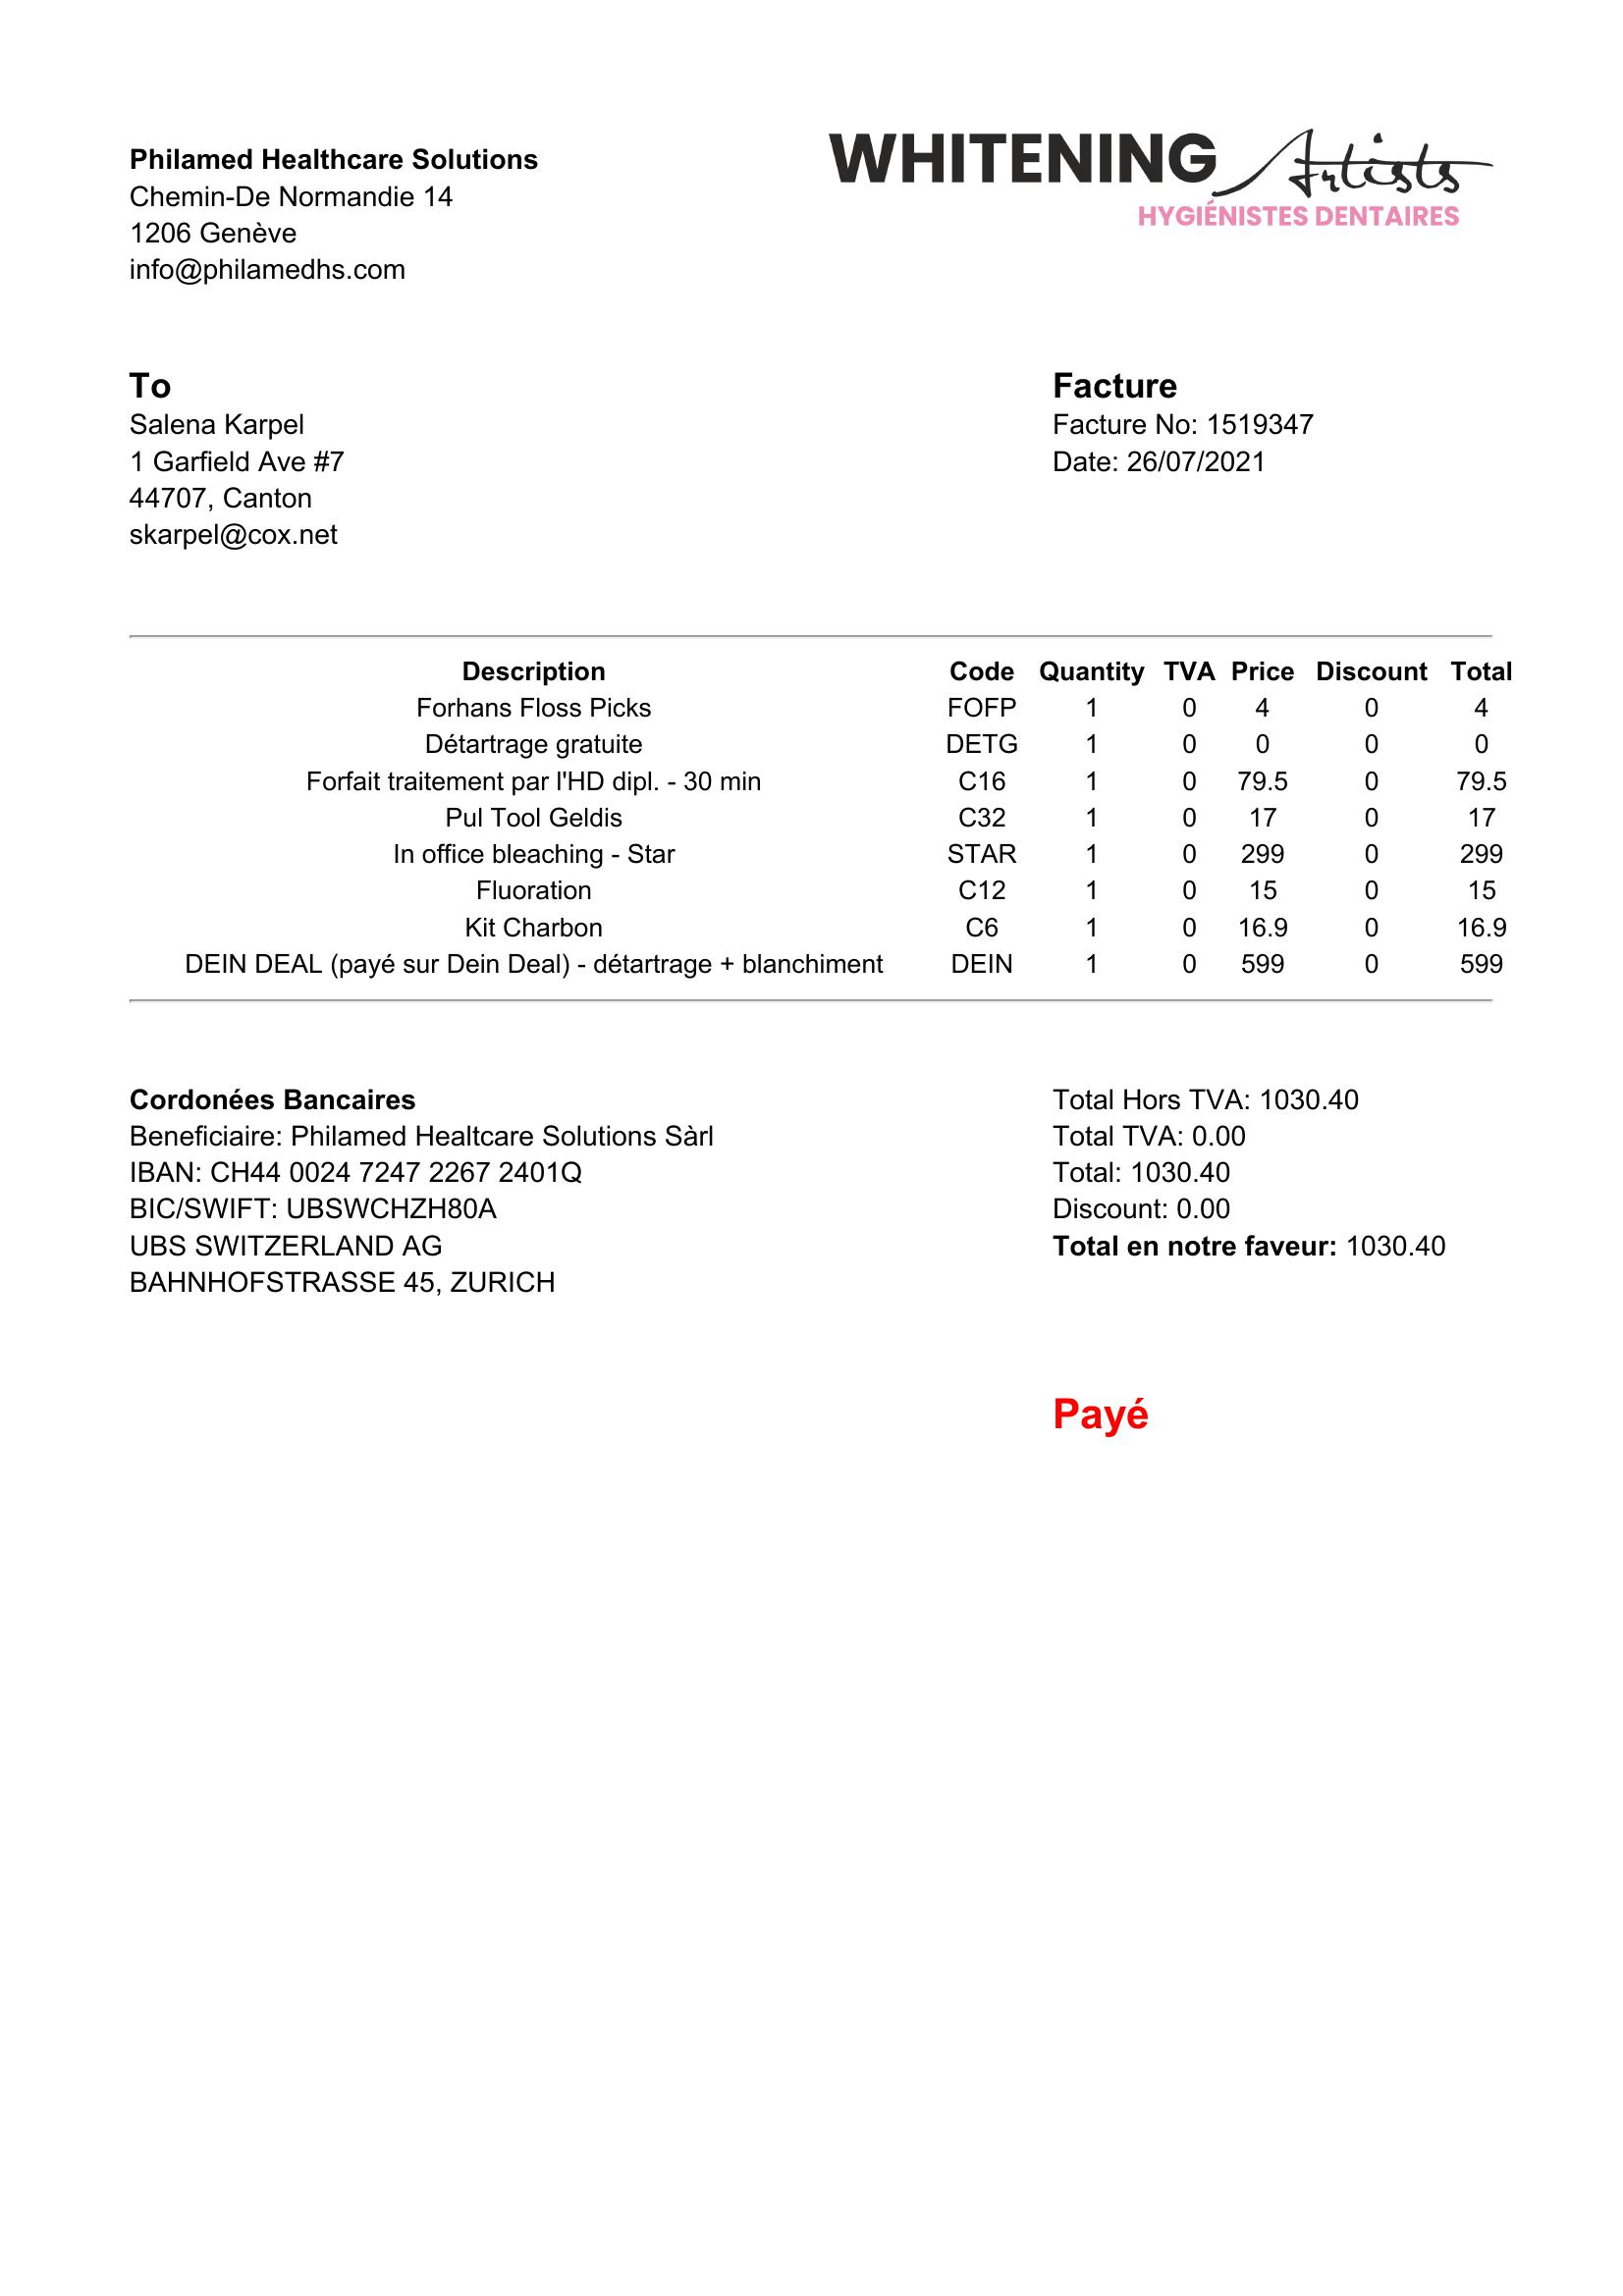 Philamed Healthcare Solutions
Chemin-De Normandie 14
1206 Genève
info@philamedhs.com
WHITENING Artists
HYGIÉNISTES DENTAIRES
To
Salena Karpel
1 Garfield Ave #7
44707, Canton
skarpel@cox.net
Facture
Facture No: 1519347
Date: 26/07/2021
Description Code Quantity TVA Price Discount Total
Forhans Floss Picks FOFP 1 0 4 0 4
Détartrage gratuite DETG 1 0 0 0 0
Forfait traitement par l'HD dipl. - 30 min C16 1 0 79.5 0 79.5
Pul Tool Geldis C32 1 0 17 0 17
In office bleaching - Star STAR 1 0 299 0 299
Fluoration C12 1 0 15 0 15
Kit Charbon C6 1 0 16.9 0 16.9
DEIN DEAL (payé sur Dein Deal) - détartrage + blanchiment DEIN 1 0 599 0 599
Cordonées Bancaires
Beneficiaire: Philamed Healtcare Solutions Sàrl
IBAN: CH44 0024 7247 2267 2401Q
BIC/SWIFT: UBSWCHZH80A
UBS SWITZERLAND AG
BAHNHOFSTRASSE 45, ZURICH
Total Hors TVA: 1030.40
Total TVA: 0.00
Total: 1030.40
Discount: 0.00
Total en notre faveur: 1030.40
Payé